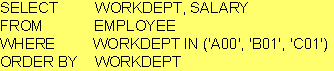 SELECT WORKDEPT, SALARY
FROM EMPLOYEE
WHERE WORKDEPT IN ('A00', 'B01', 'C01')
ORDER BY WORKDEPT